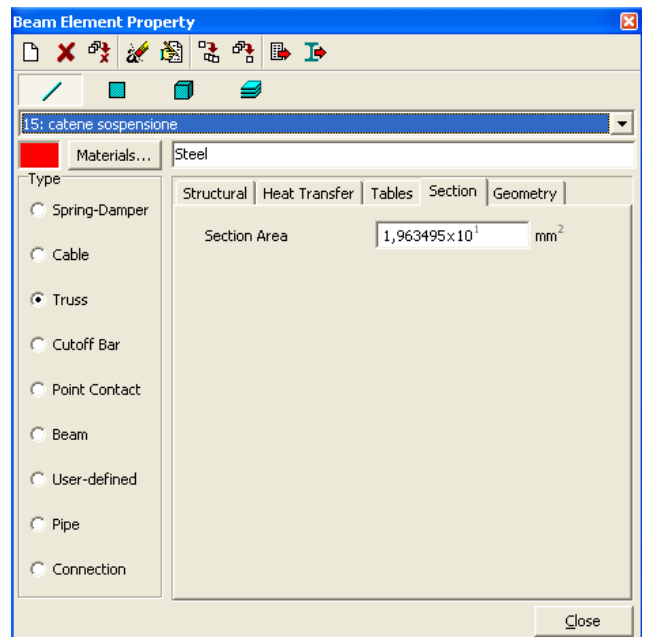 Beam Element Property
15: catene sospensione
Materials... Steel
Type
Structural Heat Transfer Tables Section Geometry
Spring-Damper
Section Area 1,963495x10¹ mm²
Cable
Truss
Cutoff Bar
Point Contact
Beam
User-defined
Pipe
Connection
Close